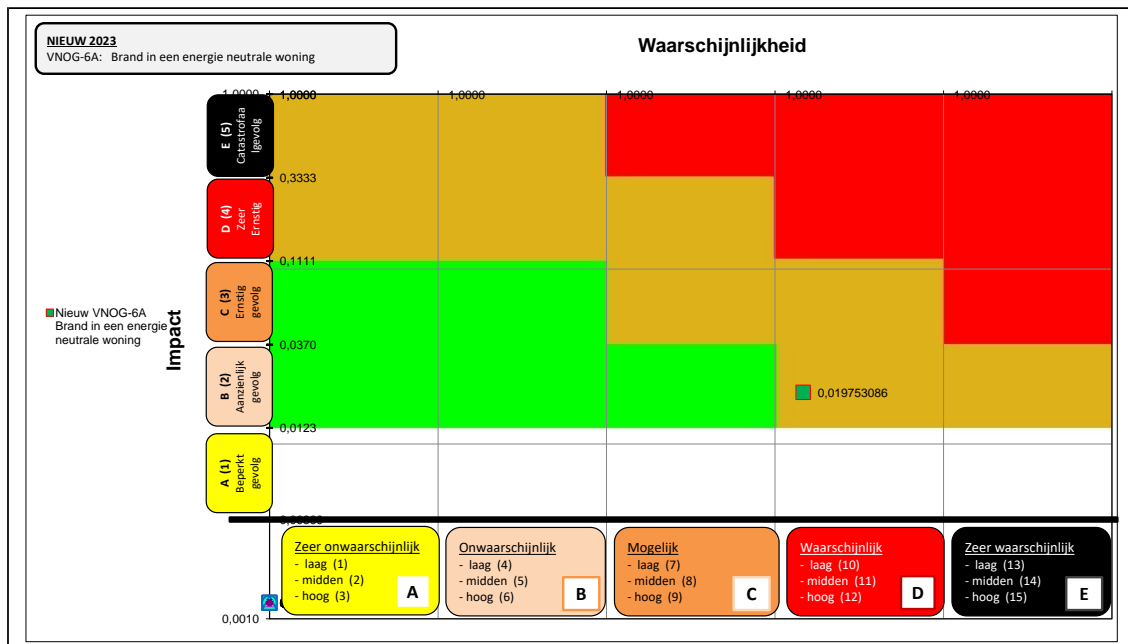 NIEUW 2023
VNOG-6A: Brand in een energie neutrale woning
Waarschijnlijkheid
1,0000
1,0000
1,0000
1,0000
1,0000
1,0000
0,3333
0,1111
0,0370
0,0123
0,0010
Impact
E (5)
Catastrofaa
lgevolg
D (4)
Zeer
Ernstig
C (3)
Ernstig
gevolg
B (2)
Aanzienlijk
gevolg
A (1)
Beperkt
gevolg
Nieuw VNOG-6A
Brand in een energie
neutrale woning
0,019753086
Zeer onwaarschijnlijk
- laag (1)
- midden (2)
- hoog (3)
A
Onwaarschijnlijk
- laag (4)
- midden (5)
- hoog (6)
B
Mogelijk
- laag (7)
- midden (8)
- hoog (9)
C
Waarschijnlijk
- laag (10)
- midden (11)
- hoog (12)
D
Zeer waarschijnlijk
- laag (13)
- midden (14)
- hoog (15)
E